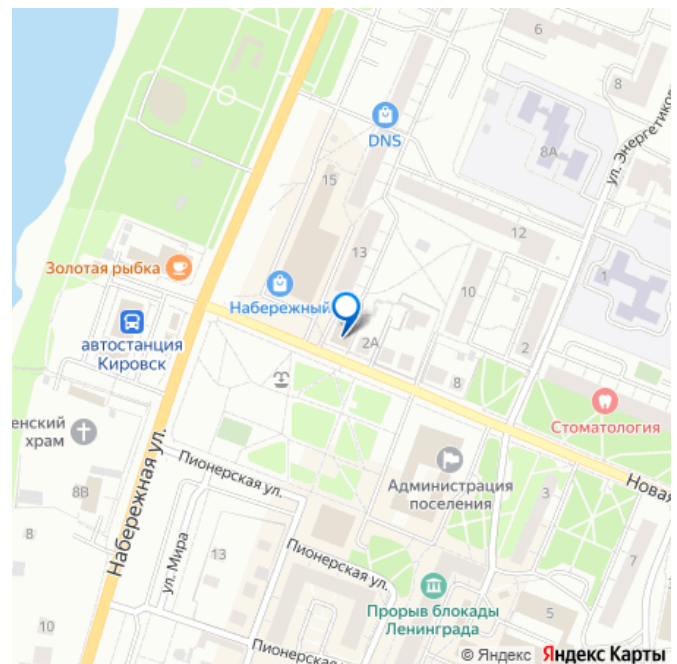 6
8
DNS
8А
ул. Энергетиков
15
12
13
Золотая рыбка
1
10
Набережный
автостанция
Кировск
2А
2
8
Стоматология
енский
храм
Набережная ул.
Пионерская ул.
Администрация
поселения
Новая
8В
3
8
ул. Мира
13
Пионерская ул.
7
Прорыв блокады
Ленинграда
5
10
Пионерская ул.
© Яндекс Яндекс Карты